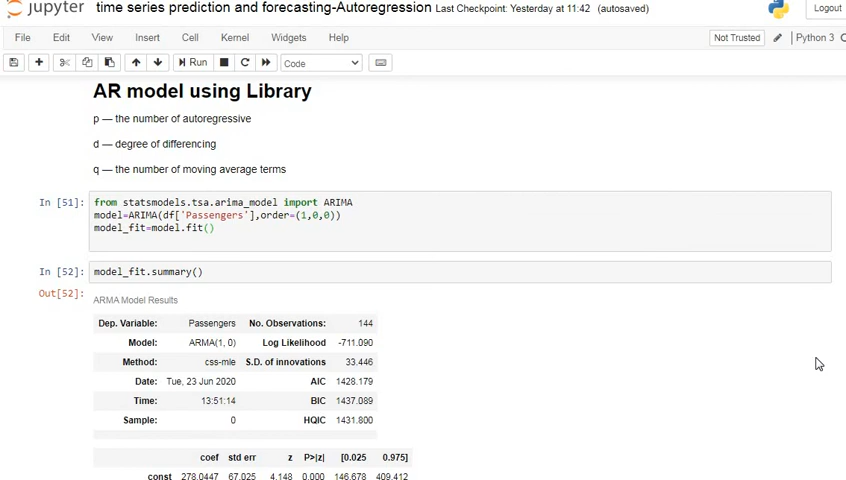 jupyter time series prediction and forecasting-Autoregression Last Checkpoint: Yesterday at 11:42 (autosaved) Logout
File Edit View Insert Cell Kernel Widgets Help Not Trusted Python 3
Run Code
AR model using Library
p — the number of autoregressive
d — degree of differencing
q — the number of moving average terms
In [51]: from statsmodels.tsa.arima_model import ARIMA
model=ARIMA(df['Passengers'],order=(1,0,0))
model_fit=model.fit()
In [52]: model_fit.summary()
Out[52]: ARMA Model Results
Dep. Variable: Passengers No. Observations: 144
Model: ARMA(1, 0) Log Likelihood -711.090
Method: css-mle S.D. of innovations 33.446
Date: Tue, 23 Jun 2020 AIC 1428.179
Time: 13:51:14 BIC 1437.089
Sample: 0 HQIC 1431.800
coef std err z P>|z| [0.025 0.975]
const 278.0447 67.025 4.148 0.000 146.678 409.412